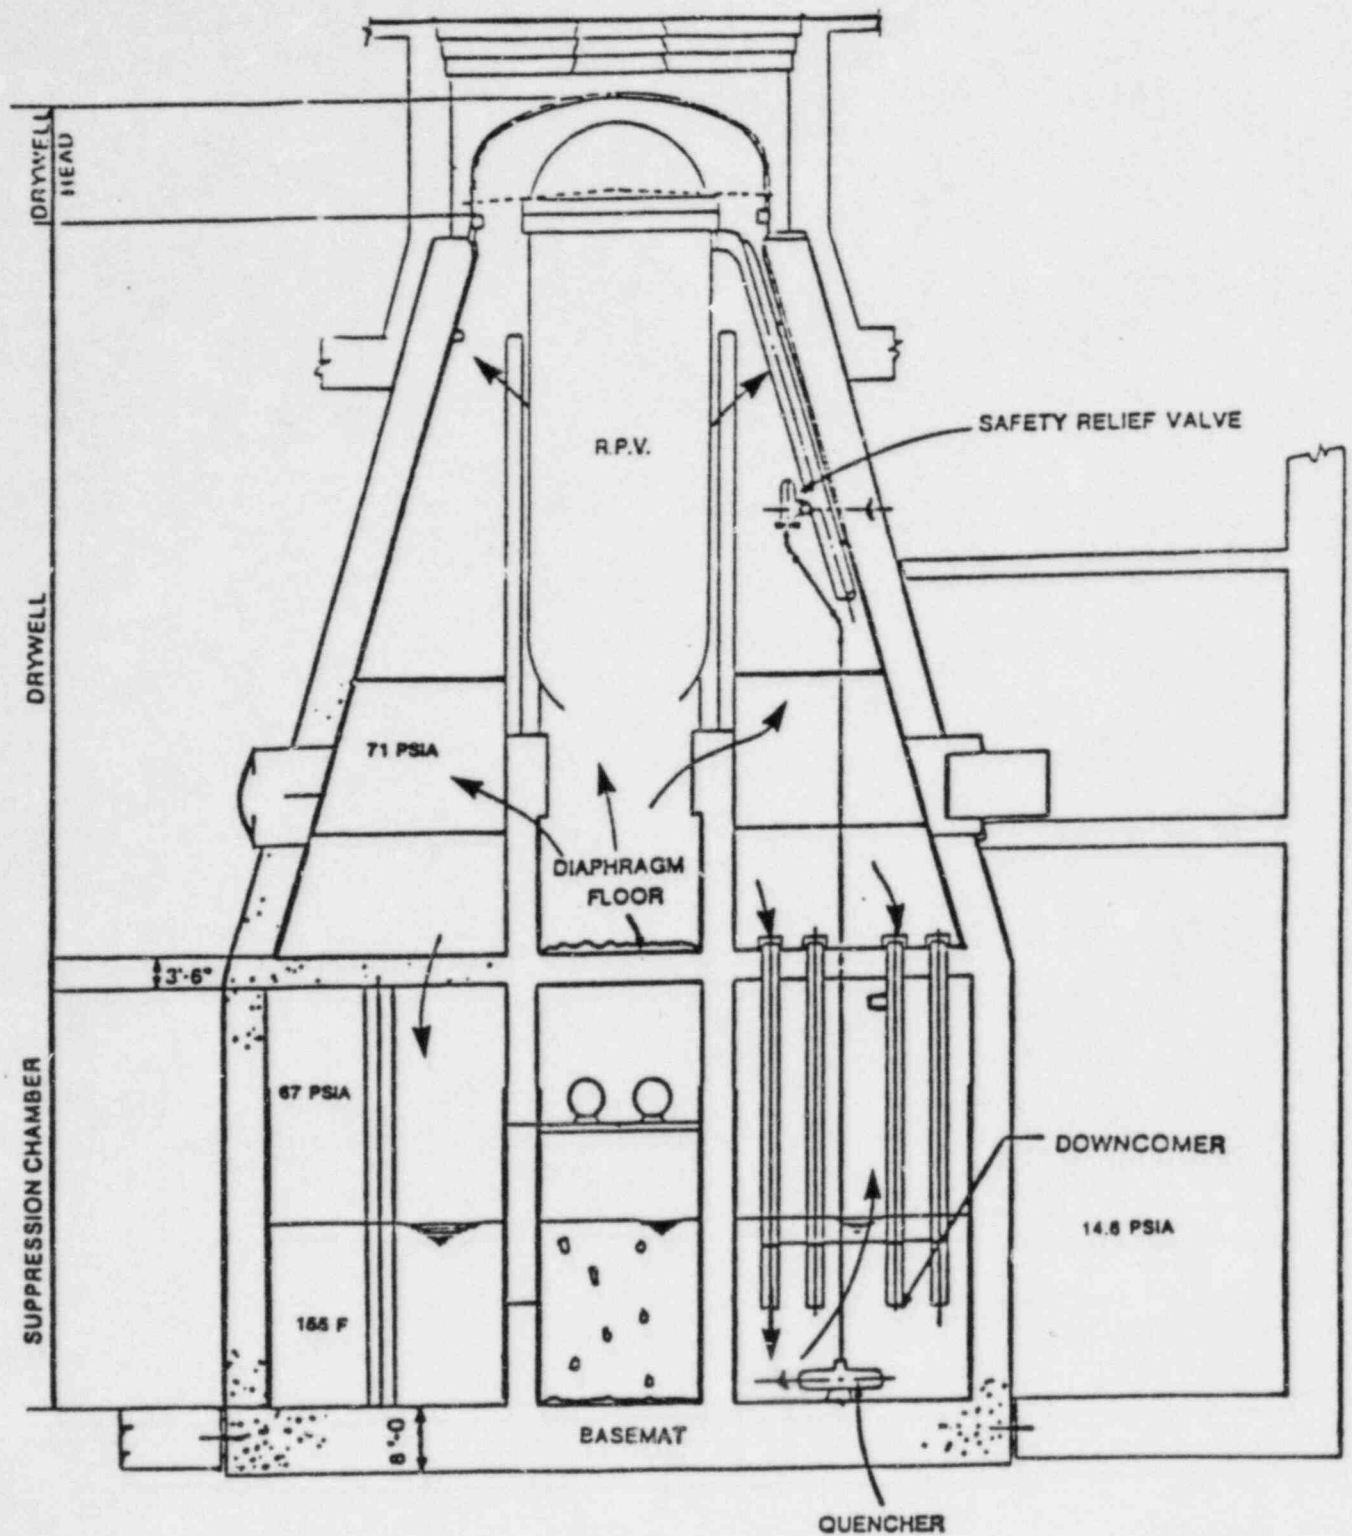 DRYWELL
HEAD
SAFETY RELIEF VALVE
R.P.V.
DRYWELL
71 PSIA
DIAPHRAGM
FLOOR
3'-6"
67 PSIA
SUPPRESSION CHAMBER
DOWNCOMER
14.6 PSIA
155 F
8'-0
BASEMAT
QUENCHER